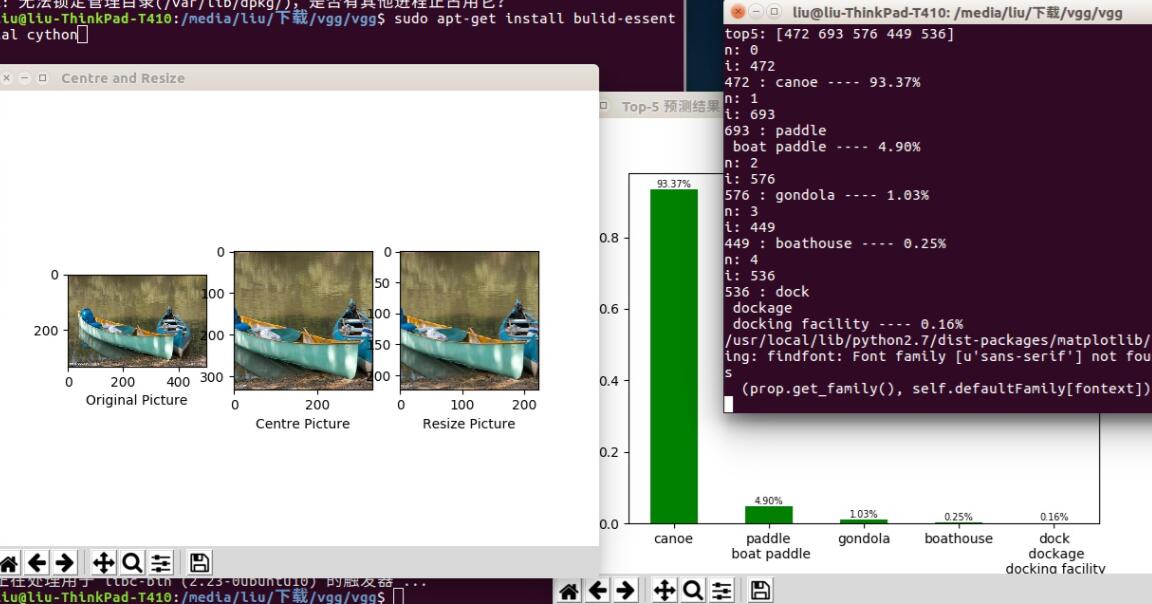 : 无法锁定管理目录(/var/lib/dpkg/)，是否有其他进程正占用它？
liu@liu-ThinkPad-T410:/media/liu/下载/vgg/vgg$ sudo apt-get install bulid-essent
al cython
Centre and Resize
0
200
0
200
400
Original Picture
0
100
200
300
0
200
Centre Picture
0
50
100
150
200
0
100
200
Resize Picture
正在处理用于 libc-bin (2.23-0ubuntu10) 的触发器 ...
liu@liu-ThinkPad-T410:/media/liu/下载/vgg/vgg$
Top-5 预测结果
0.8
0.6
0.4
0.2
0.0
93.37%
4.90%
1.03%
0.25%
0.16%
canoe
paddle
boat paddle
gondola
boathouse
dock
dockage
docking facility
liu@liu-ThinkPad-T410: /media/liu/下载/vgg/vgg
top5: [472 693 576 449 536]
n: 0
i: 472
472 : canoe ---- 93.37%
n: 1
i: 693
693 : paddle
boat paddle ---- 4.90%
n: 2
i: 576
576 : gondola ---- 1.03%
n: 3
i: 449
449 : boathouse ---- 0.25%
n: 4
i: 536
536 : dock
dockage
docking facility ---- 0.16%
/usr/local/lib/python2.7/dist-packages/matplotlib/
ing: findfont: Font family [u'sans-serif'] not fou
s
(prop.get_family(), self.defaultFamily[fontext])